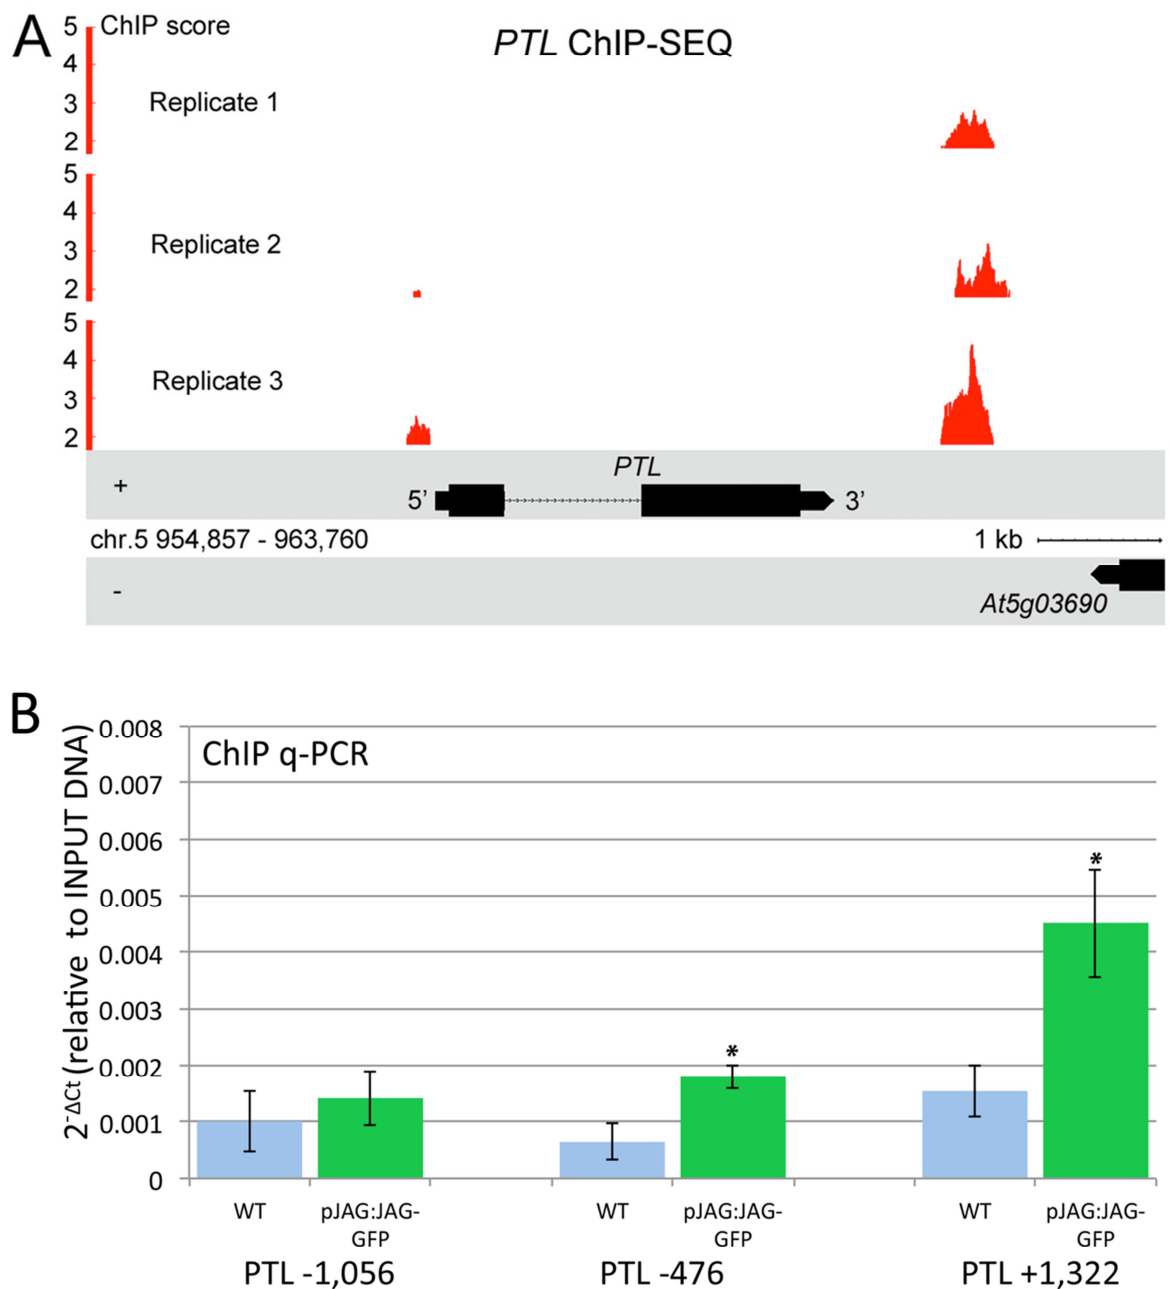 A
ChIP score
PTL ChIP-SEQ
5
4
3
2
Replicate 1
5
4
3
2
Replicate 2
5
4
3
2
Replicate 3
PTL
+
5’
3’
chr.5 954,857 - 963,760
1 kb
-
At5g03690
B
ChIP q-PCR
2-ΔCt (relative to INPUT DNA)
0.008
0.007
0.006
0.005
0.004
0.003
0.002
0.001
0
*
*
WT
pJAG:JAG-
GFP
WT
pJAG:JAG-
GFP
WT
pJAG:JAG-
GFP
PTL -1,056
PTL -476
PTL +1,322